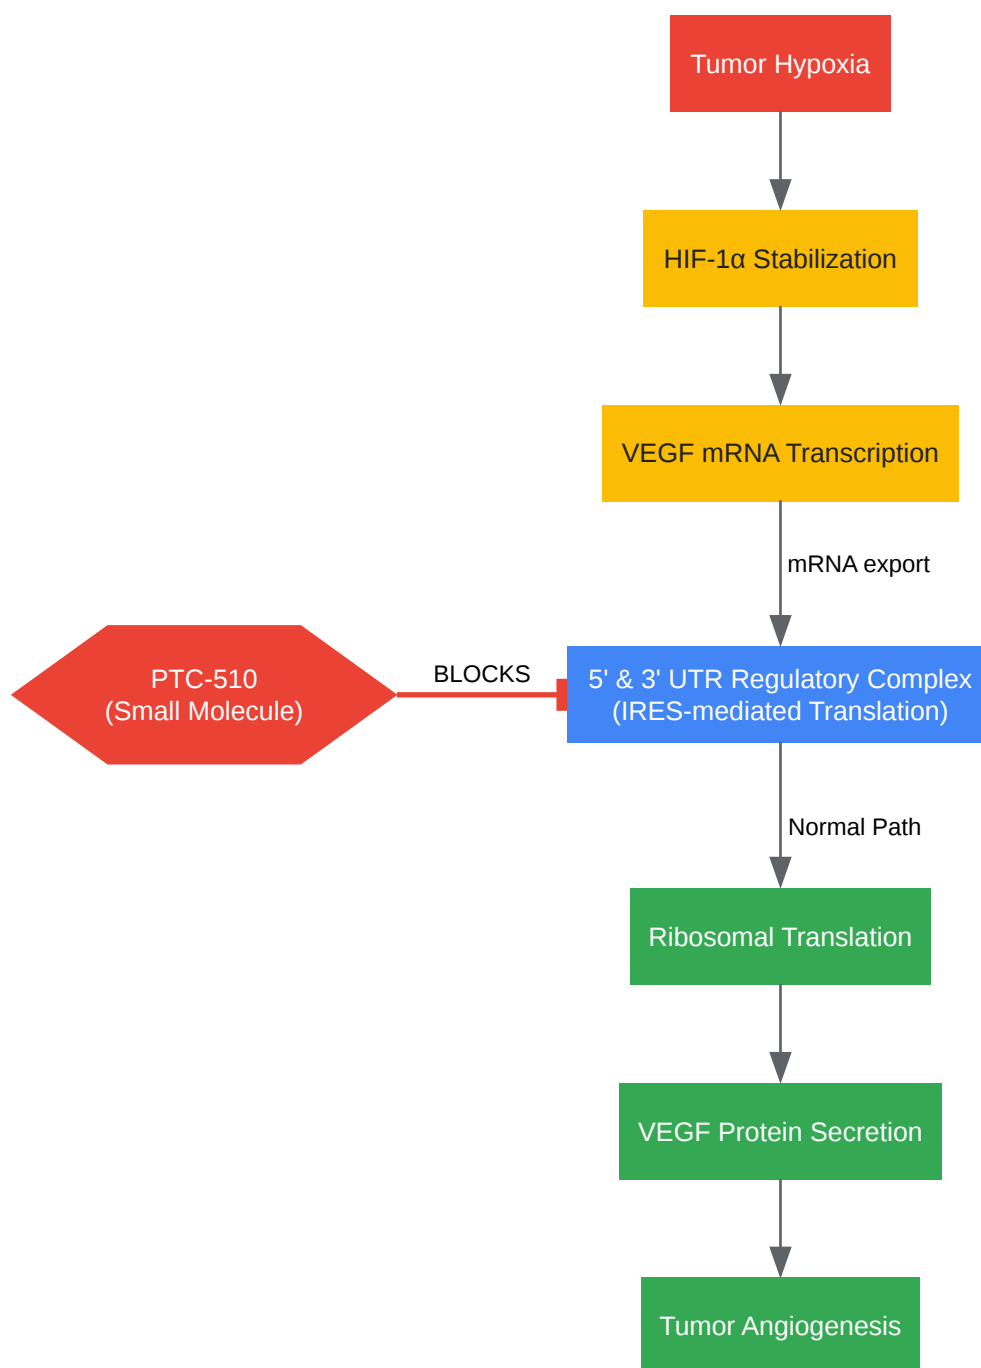 Tumor Hypoxia
HIF-1α Stabilization
VEGF mRNA Transcription
mRNA export
PTC-510
(Small Molecule)
BLOCKS
5' & 3' UTR Regulatory Complex
(IRES-mediated Translation)
Normal Path
Ribosomal Translation
VEGF Protein Secretion
Tumor Angiogenesis